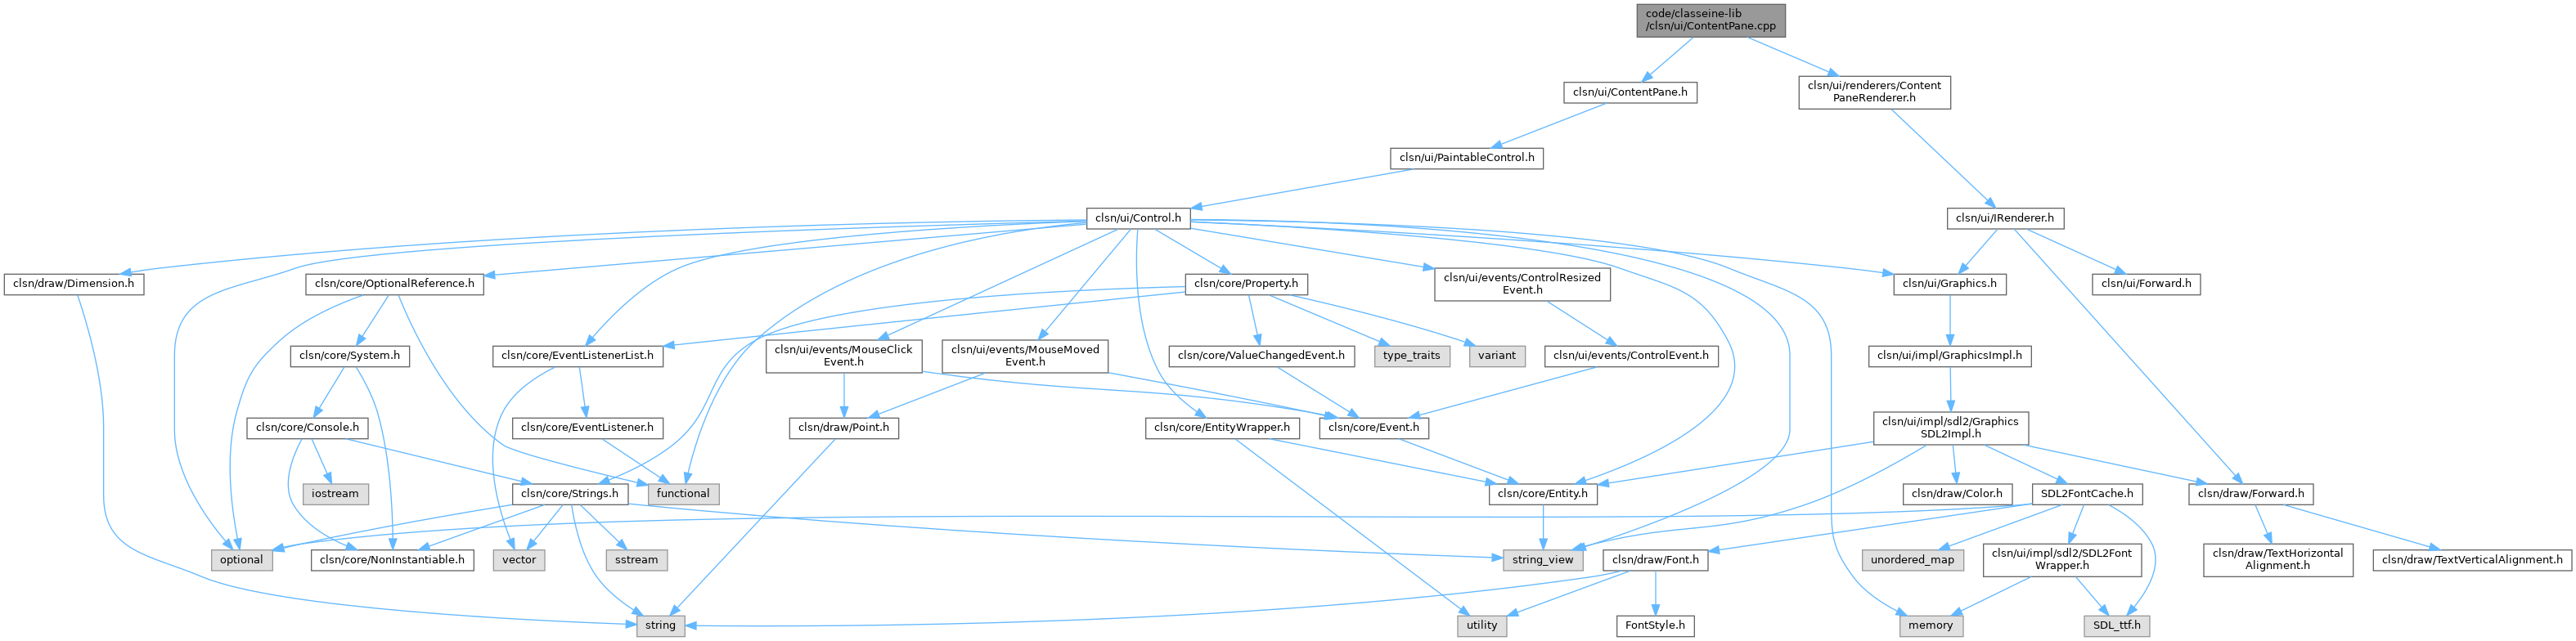 code/classeine-lib
/clsn/ui/ContentPane.cpp
clsn/ui/ContentPane.h
clsn/ui/renderers/Content
PaneRenderer.h
clsn/ui/PaintableControl.h
clsn/ui/Control.h
clsn/ui/IRenderer.h
clsn/draw/Dimension.h
clsn/core/OptionalReference.h
clsn/core/Property.h
clsn/ui/events/ControlResized
Event.h
clsn/ui/Graphics.h
clsn/ui/Forward.h
clsn/core/System.h
clsn/core/EventListenerList.h
clsn/ui/events/MouseClick
Event.h
clsn/ui/events/MouseMoved
Event.h
clsn/core/ValueChangedEvent.h
type_traits
variant
clsn/ui/events/ControlEvent.h
clsn/ui/impl/GraphicsImpl.h
clsn/core/Console.h
clsn/core/EventListener.h
clsn/draw/Point.h
clsn/core/EntityWrapper.h
clsn/core/Event.h
clsn/ui/impl/sdl2/Graphics
SDL2Impl.h
iostream
clsn/core/Strings.h
functional
clsn/core/Entity.h
clsn/draw/Color.h
SDL2FontCache.h
clsn/draw/Forward.h
optional
clsn/core/NonInstantiable.h
vector
sstream
string_view
clsn/draw/Font.h
unordered_map
clsn/ui/impl/sdl2/SDL2Font
Wrapper.h
clsn/draw/TextHorizontal
Alignment.h
clsn/draw/TextVerticalAlignment.h
string
utility
FontStyle.h
memory
SDL_ttf.h